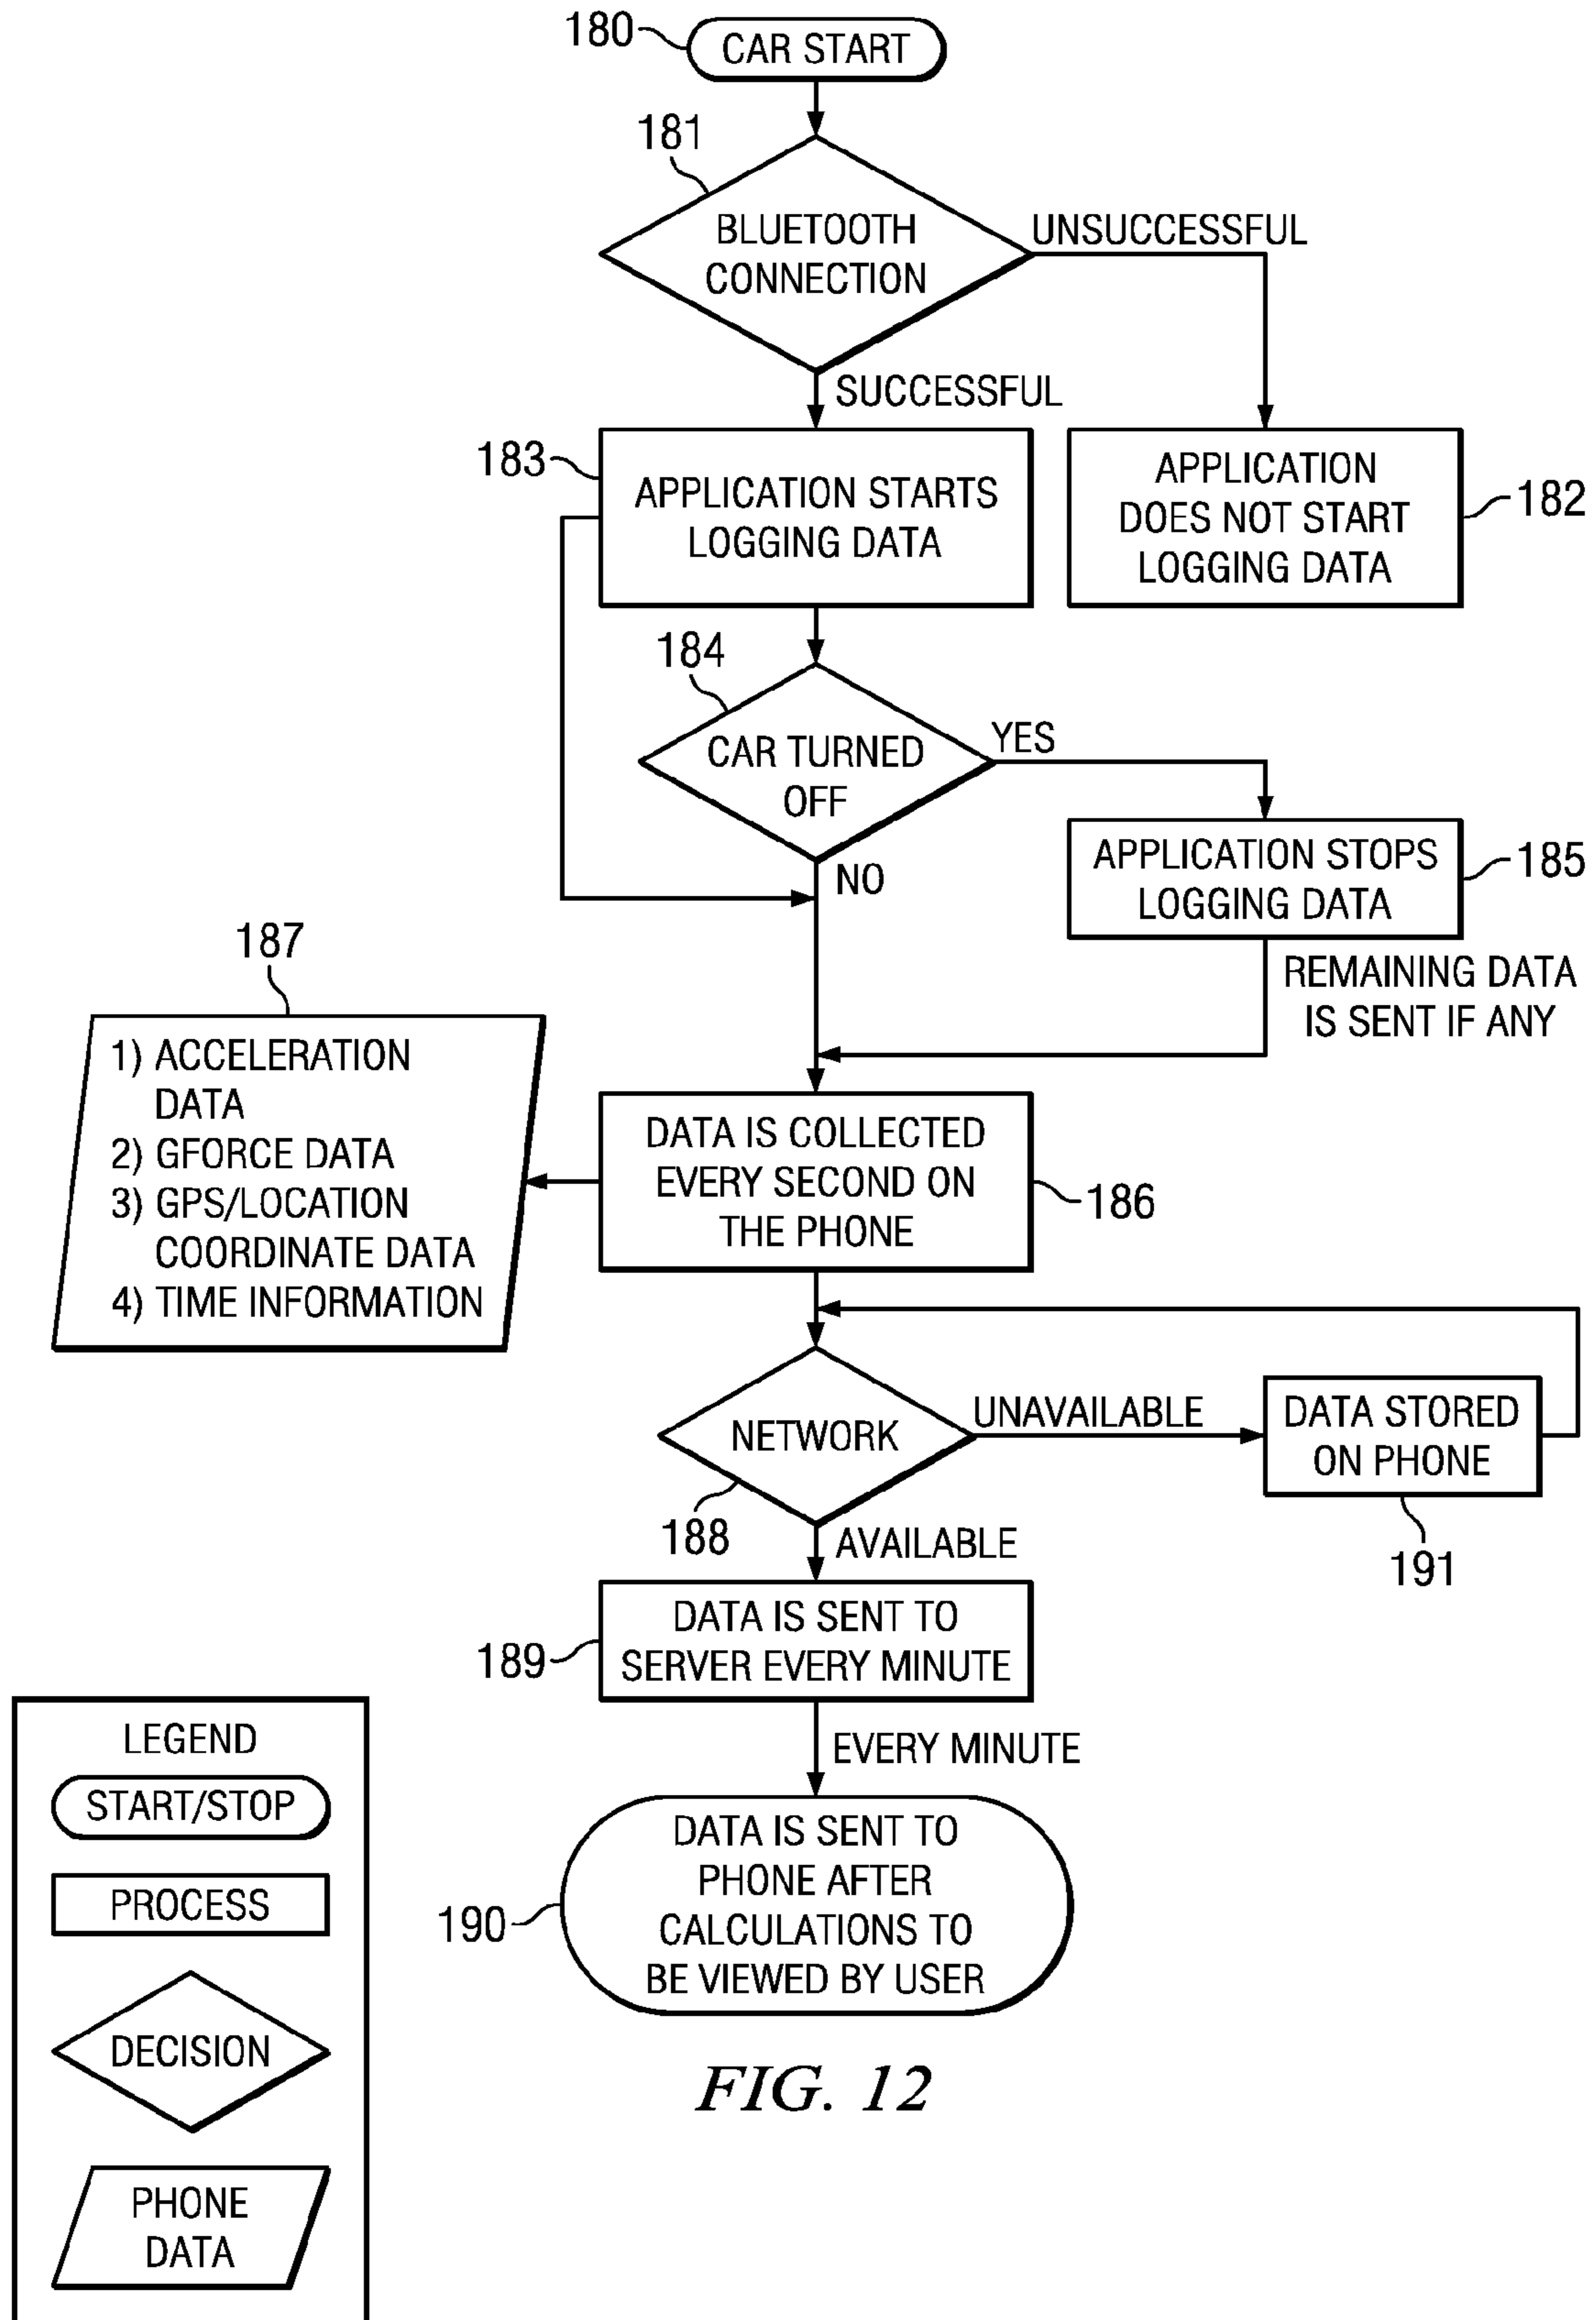 180
CAR START
181
BLUETOOTH
CONNECTION
UNSUCCESSFUL
SUCCESSFUL
183
APPLICATION STARTS
LOGGING DATA
APPLICATION
DOES NOT START
LOGGING DATA
182
184
CAR TURNED
OFF
YES
NO
APPLICATION STOPS
LOGGING DATA
185
REMAINING DATA
IS SENT IF ANY
187
1) ACCELERATION
DATA
2) GFORCE DATA
3) GPS/LOCATION
COORDINATE DATA
4) TIME INFORMATION
DATA IS COLLECTED
EVERY SECOND ON
THE PHONE
186
NETWORK
188
UNAVAILABLE
DATA STORED
ON PHONE
191
AVAILABLE
DATA IS SENT TO
SERVER EVERY MINUTE
189
EVERY MINUTE
DATA IS SENT TO
PHONE AFTER
CALCULATIONS TO
BE VIEWED BY USER
190
LEGEND
START/STOP
PROCESS
DECISION
PHONE
DATA
FIG. 12